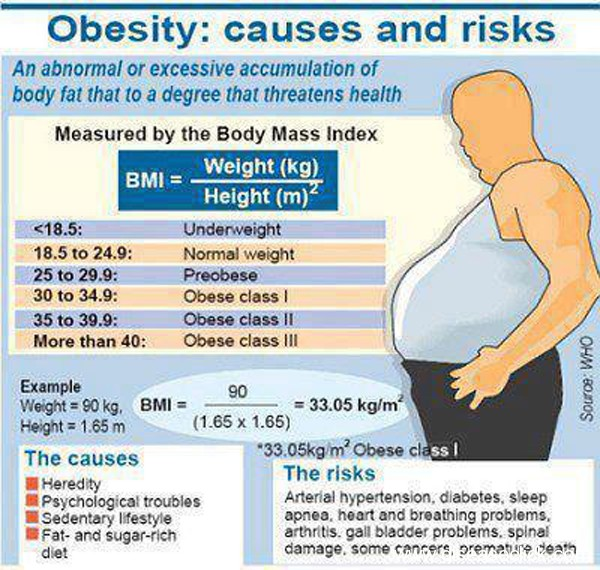 Obesity: causes and risks
An abnormal or excessive accumulation of
body fat that to a degree that threatens health
Measured by the Body Mass Index
BMI = Weight (kg)
Height (m)²
<18.5: Underweight
18.5 to 24.9: Normal weight
25 to 29.9: Preobese
30 to 34.9: Obese class I
35 to 39.9: Obese class II
More than 40: Obese class III
Example
Weight = 90 kg,
Height = 1.65 m
BMI = 90 = 33.05 kg/m²
(1.65 x 1.65)
*33.05kg/m² Obese class I
The causes
Heredity
Psychological troubles
Sedentary lifestyle
Fat- and sugar-rich
diet
The risks
Arterial hypertension, diabetes, sleep
apnea, heart and breathing problems,
arthritis, gall bladder problems, spinal
damage, some cancers, premature death
Source: WHO